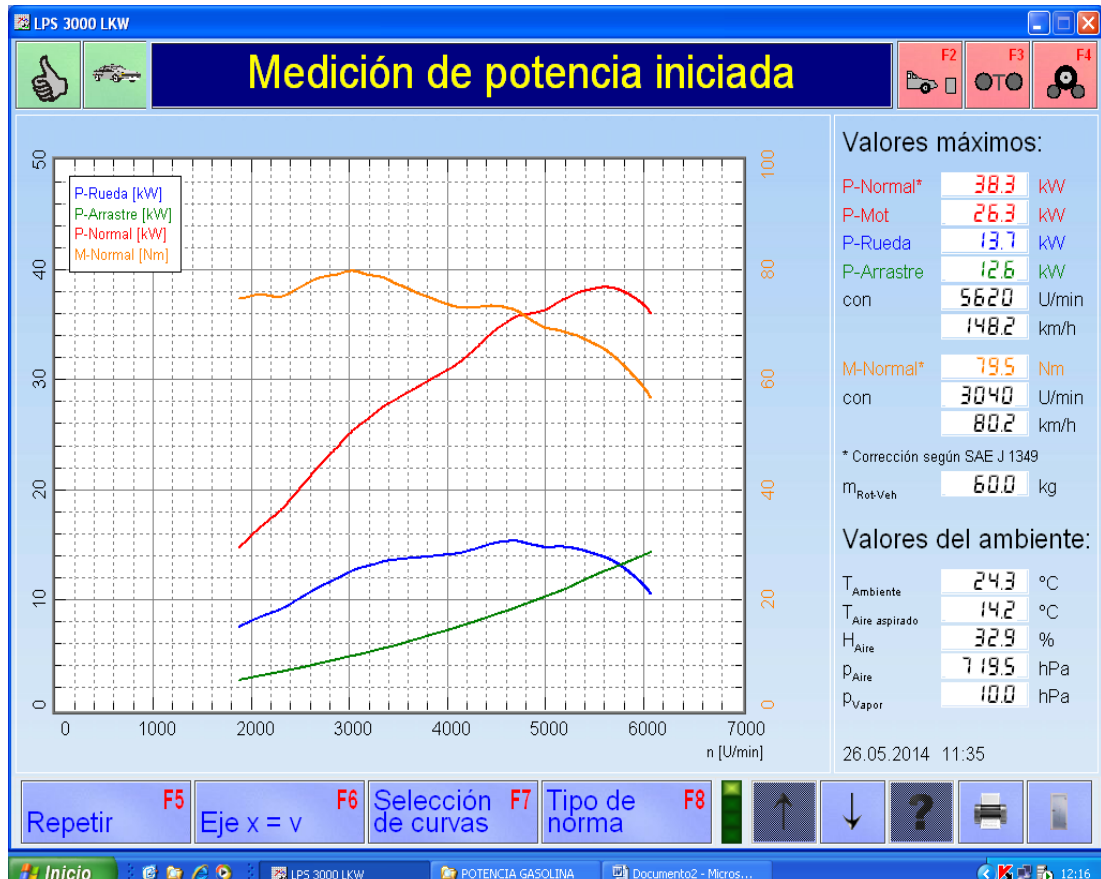 LPS 3000 LKW
Medición de potencia iniciada
F2
F3
F4
50
40
30
20
10
0
P-Rueda [kW]
P-Arrastre [kW]
P-Normal [kW]
M-Normal [Nm]
100
80
60
40
20
0
0 1000 2000 3000 4000 5000 6000 7000
n [U/min]
Valores máximos:
P-Normal* 38.3 kW
P-Mot 26.3 kW
P-Rueda 13.7 kW
P-Arrastre 12.6 kW
con 5620 U/min
148.2 km/h
M-Normal* 79.5 Nm
con 3040 U/min
80.2 km/h
* Corrección según SAE J 1349
mRot-Veh 60.0 kg
Valores del ambiente:
TAmbiente 24.3 °C
TAire aspirado 14.2 °C
HAire 32.9 %
pAire 719.5 hPa
pVapor 10.0 hPa
26.05.2014 11:35
Repetir F5
Eje x = v F6
Selección de curvas F7
Tipo de norma F8
?
Inicio
LPS 3000 LKW
POTENCIA GASOLINA
Documento2 - Micros...
12:16